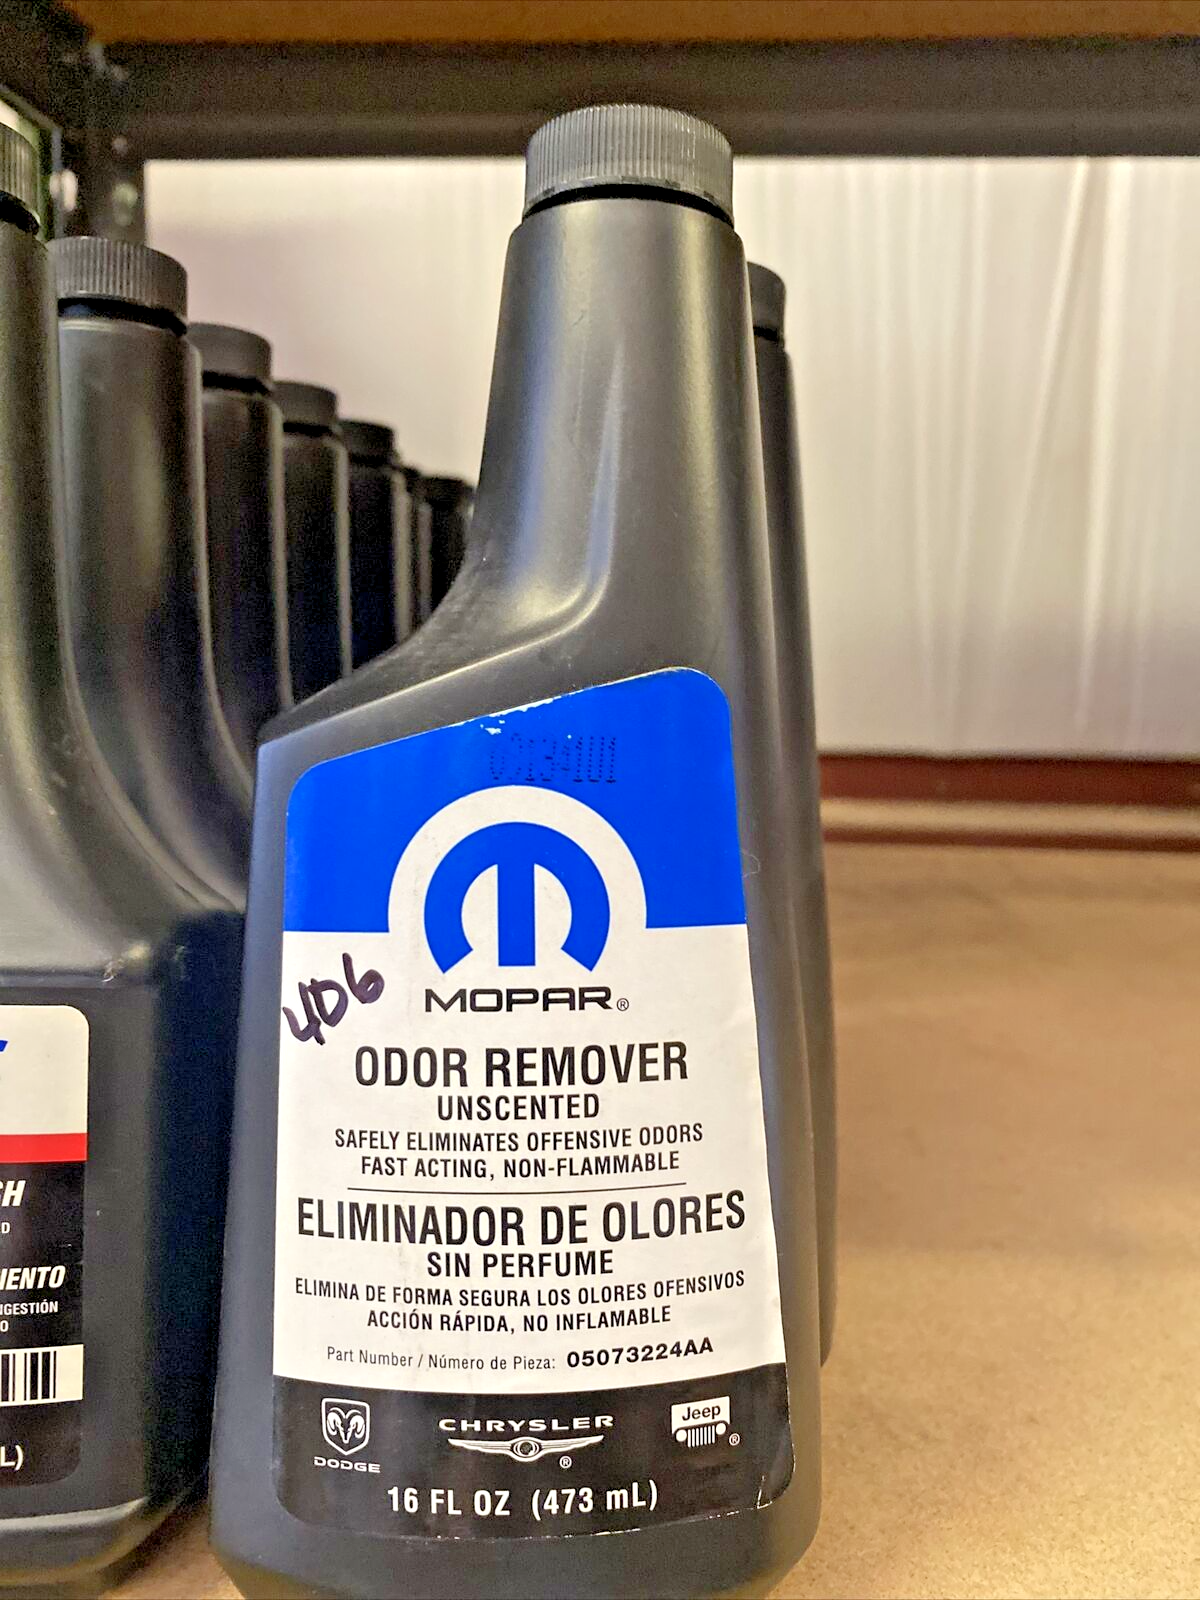 03134101
MOPAR®
4D6
ODOR REMOVER
UNSCENTED
SAFELY ELIMINATES OFFENSIVE ODORS
FAST ACTING, NON-FLAMMABLE
ELIMINADOR DE OLORES
SIN PERFUME
ELIMINA DE FORMA SEGURA LOS OLORES OFENSIVOS
ACCIÓN RÁPIDA, NO INFLAMABLE
Part Number / Número de Pieza: 05073224AA
DODGE
CHRYSLER ®
Jeep ®
16 FL OZ (473 mL)